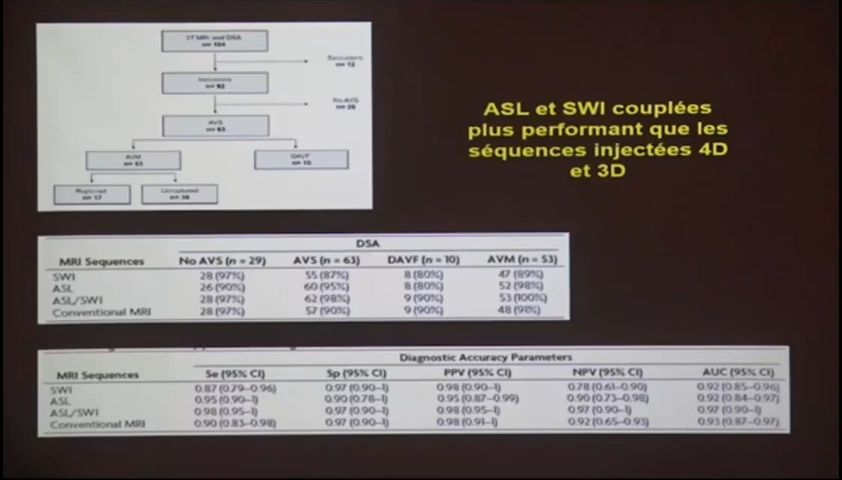 3T MRI and DSA
n= 104
Exclusions
n= 12
Inclusions
n= 92
No AVS
n= 29
AVS
n= 63
AVM
n= 53
DAVF
n= 10
Ruptured
n= 17
Unruptured
n= 36
ASL et SWI couplées
plus performant que les
séquences injectées 4D
et 3D
DSA
MRI Sequences No AVS (n = 29) AVS (n = 63) DAVF (n = 10) AVM (n = 53)
SWI 28 (97%) 55 (87%) 8 (80%) 47 (89%)
ASL 26 (90%) 60 (95%) 8 (80%) 52 (98%)
ASL/SWI 28 (97%) 62 (98%) 9 (90%) 53 (100%)
Conventional MRI 28 (97%) 57 (90%) 9 (90%) 48 (91%)
Diagnostic Accuracy Parameters
MRI Sequences Se (95% CI) Sp (95% CI) PPV (95% CI) NPV (95% CI) AUC (95% CI)
SWI 0.87 (0.79–0.96) 0.97 (0.90–1) 0.98 (0.90–1) 0.78 (0.61–0.90) 0.92 (0.85–0.96)
ASL 0.95 (0.90–1) 0.90 (0.78–1) 0.95 (0.87–0.99) 0.90 (0.73–0.98) 0.92 (0.84–0.97)
ASL/SWI 0.98 (0.95–1) 0.97 (0.90–1) 0.98 (0.95–1) 0.97 (0.90–1) 0.97 (0.90–1)
Conventional MRI 0.90 (0.83–0.98) 0.97 (0.90–1) 0.98 (0.91–1) 0.92 (0.65–0.93) 0.93 (0.87–0.97)